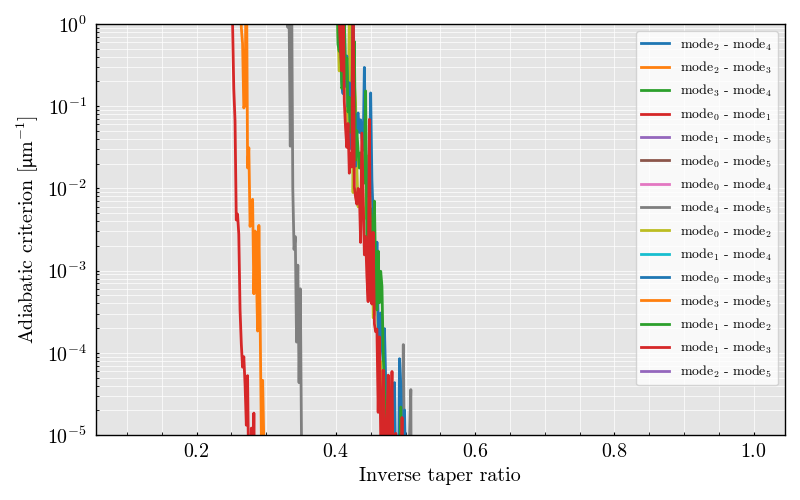 10⁰
10⁻¹
10⁻²
10⁻³
10⁻⁴
10⁻⁵
Adiabatic criterion [µm⁻¹]
0.2 0.4 0.6 0.8 1.0
Inverse taper ratio
mode₂ - mode₄
mode₂ - mode₃
mode₃ - mode₄
mode₀ - mode₁
mode₁ - mode₅
mode₀ - mode₅
mode₀ - mode₄
mode₄ - mode₅
mode₀ - mode₂
mode₁ - mode₄
mode₀ - mode₃
mode₃ - mode₅
mode₁ - mode₂
mode₁ - mode₃
mode₂ - mode₅